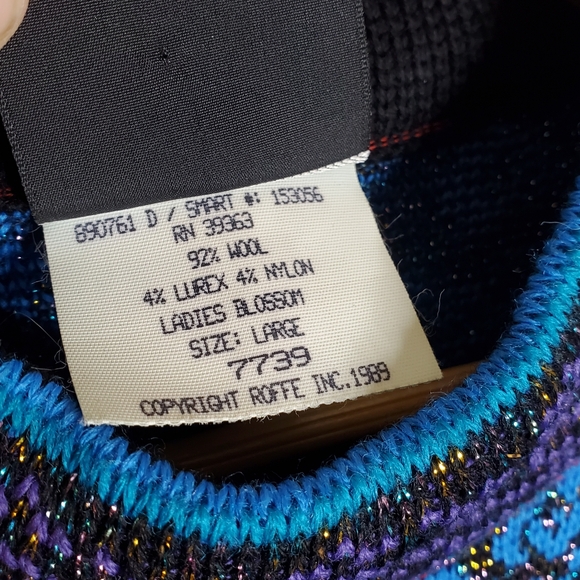 890761 D / SMART #: 153056
RN 39363
92% WOOL
4% LUREX 4% NYLON
LADIES BLOSSOM
SIZE: LARGE
7739
COPYRIGHT ROFFE INC.1989